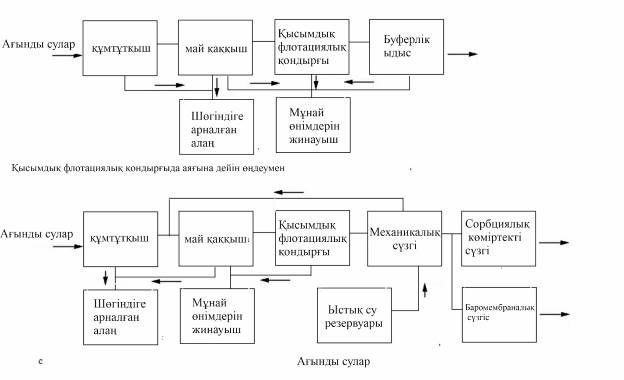 Ағынды сулар
құмтұтқыш
май қаққыш
Қысымдық
флотациялық
қондырғы
Буферлік
ыдыс
Шөгіндіге
арналған
алаң
Мұнай
өнімдерін
жинауыш
Қысымдық флотациялық қондырғыда аяғына дейін өңдеумен
Ағынды сулар
құмтұтқыш
май қаққыш
Қысымдық
флотациялық
қондырғы
Механикалық
сүзгі
Сорбциялық
көміртекті
сүзгі
Шөгіндіге
арналған
алаң
Мұнай
өнімдерін
жинауыш
Ыстық су
резервуары
Баромембраналық
сүзгіс
с
Ағынды сулар